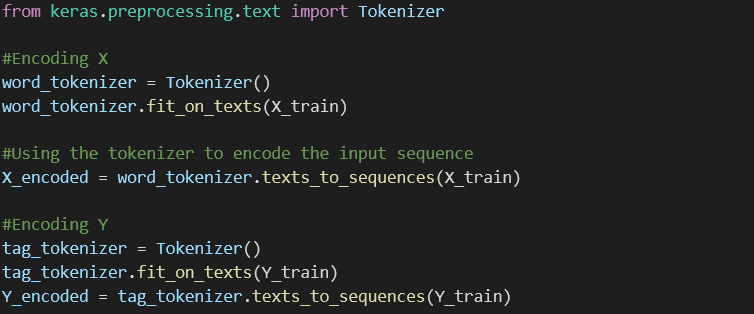 from keras.preprocessing.text import Tokenizer
#Encoding X
word_tokenizer = Tokenizer()
word_tokenizer.fit_on_texts(X_train)
#Using the tokenizer to encode the input sequence
X_encoded = word_tokenizer.texts_to_sequences(X_train)
#Encoding Y
tag_tokenizer = Tokenizer()
tag_tokenizer.fit_on_texts(Y_train)
Y_encoded = tag_tokenizer.texts_to_sequences(Y_train)